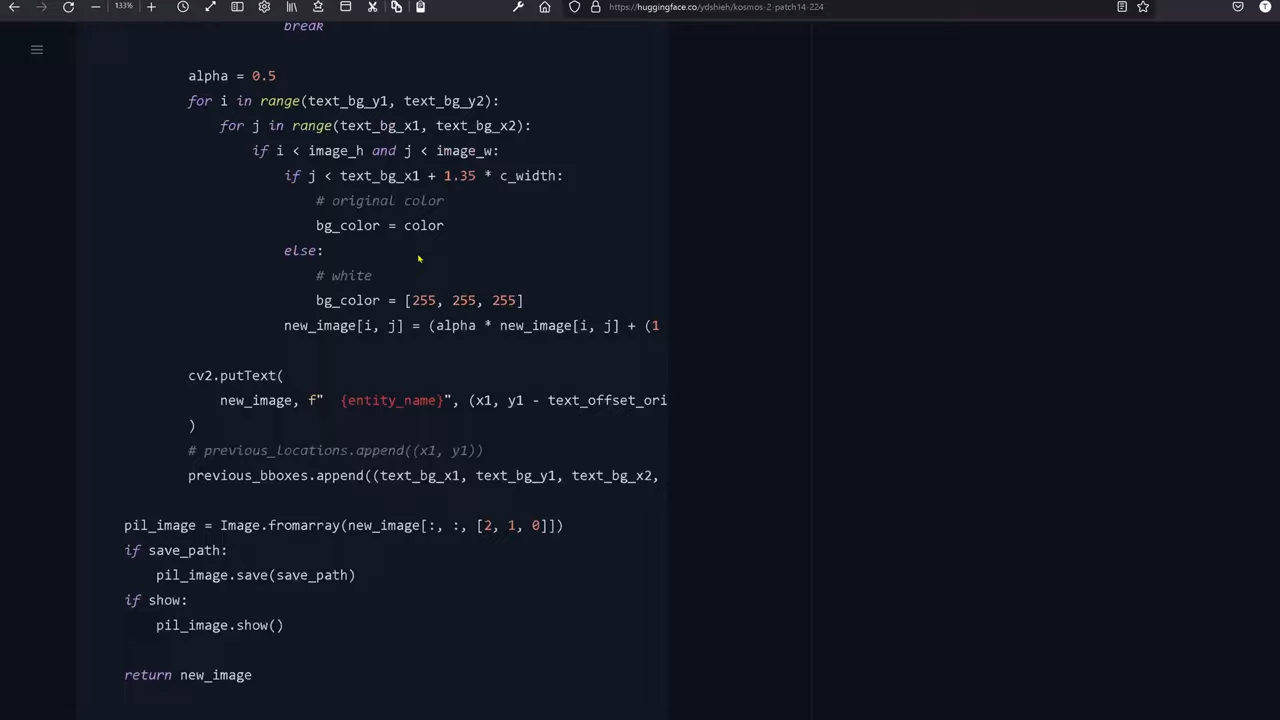 133%
https://huggingface.co/ydshieh/kosmos-2-patch14-224
T
break
alpha = 0.5
for i in range(text_bg_y1, text_bg_y2):
for j in range(text_bg_x1, text_bg_x2):
if i < image_h and j < image_w:
if j < text_bg_x1 + 1.35 * c_width:
# original color
bg_color = color
else:
# white
bg_color = [255, 255, 255]
new_image[i, j] = (alpha * new_image[i, j] + (1
cv2.putText(
new_image, f"  {entity_name}", (x1, y1 - text_offset_ori
)
# previous_locations.append((x1, y1))
previous_bboxes.append((text_bg_x1, text_bg_y1, text_bg_x2,
pil_image = Image.fromarray(new_image[:, :, [2, 1, 0]])
if save_path:
pil_image.save(save_path)
if show:
pil_image.show()
return new_image